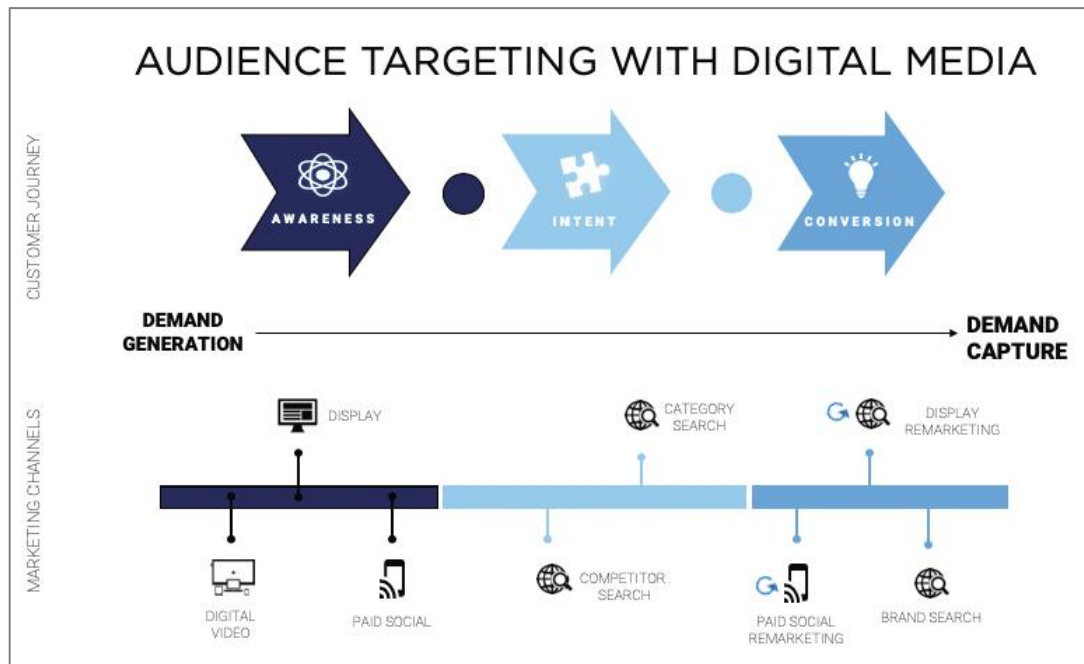 AUDIENCE TARGETING WITH DIGITAL MEDIA
CUSTOMER JOURNEY
AWARENESS
INTENT
CONVERSION
DEMAND
GENERATION
DEMAND
CAPTURE
MARKETING CHANNELS
DISPLAY
CATEGORY
SEARCH
DISPLAY
REMARKETING
DIGITAL
VIDEO
PAID SOCIAL
COMPETITOR
SEARCH
PAID SOCIAL
REMARKETING
BRAND SEARCH